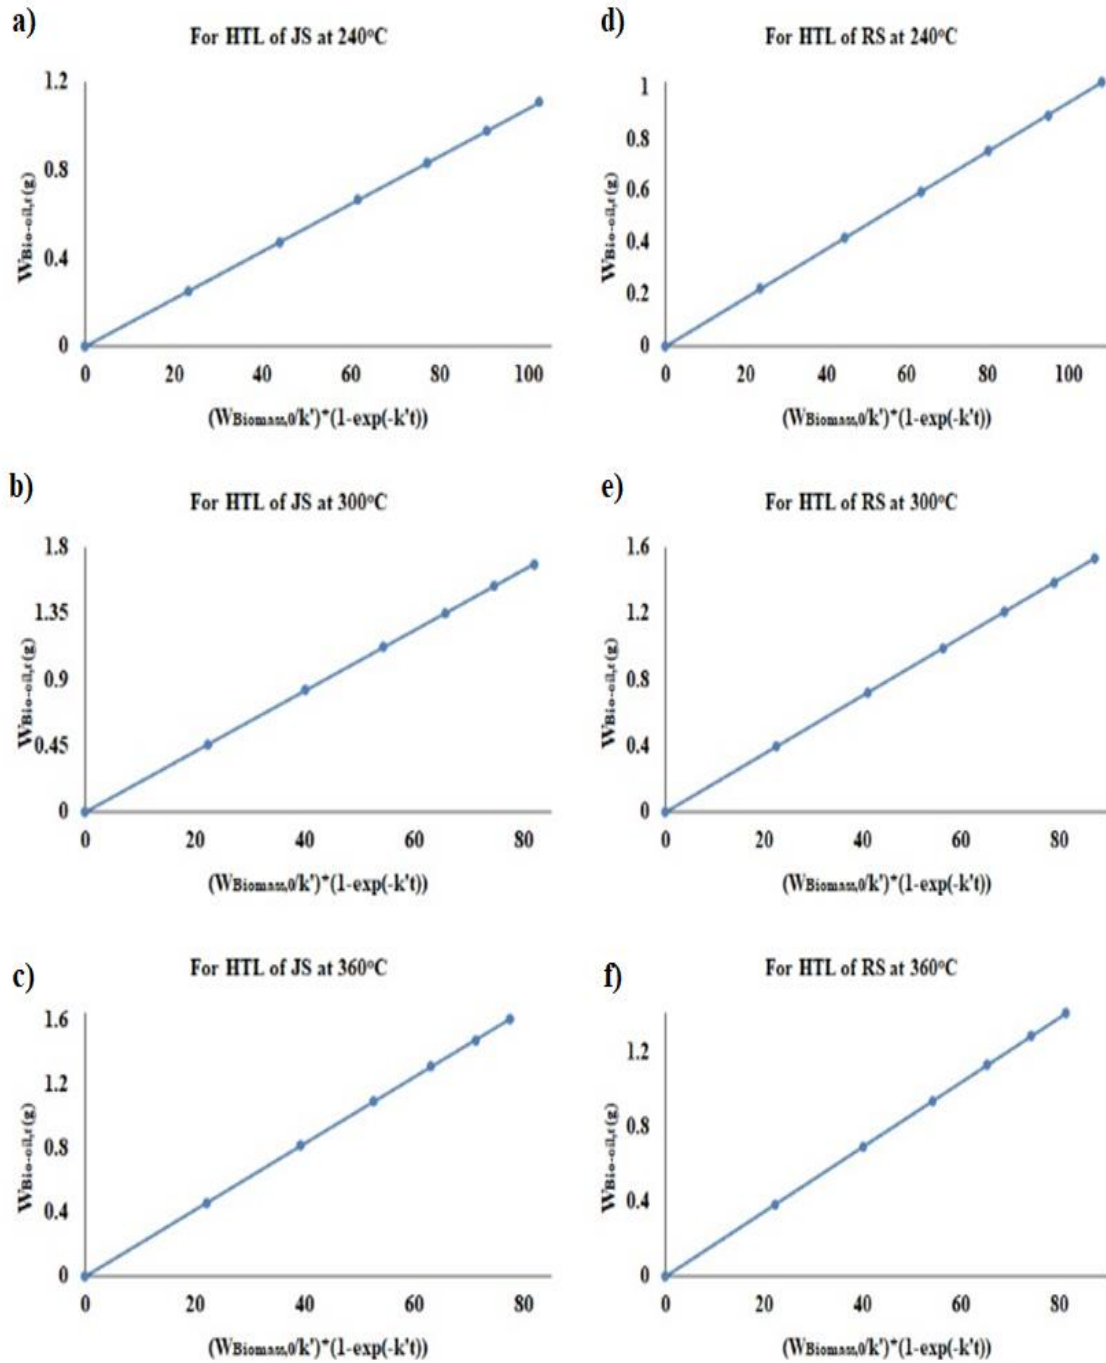 a)
For HTL of JS at 240°C
1.2
0.8
0.4
0
WBio-oil,t(g)
0 20 40 60 80 100
(WBiomass,0/k')*(1-exp(-k't))
d)
For HTL of RS at 240°C
1
0.8
0.6
0.4
0.2
0
WBio-oil,t(g)
0 20 40 60 80 100
(WBiomass,0/k')*(1-exp(-k't))
b)
For HTL of JS at 300°C
1.8
1.35
0.9
0.45
0
WBio-oil,t(g)
0 20 40 60 80
(WBiomass,0/k')*(1-exp(-k't))
e)
For HTL of RS at 300°C
1.6
1.2
0.8
0.4
0
WBio-oil,t(g)
0 20 40 60 80
(WBiomass,0/k')*(1-exp(-k't))
c)
For HTL of JS at 360°C
1.6
1.2
0.8
0.4
0
WBio-oil,t(g)
0 20 40 60 80
(WBiomass,0/k')*(1-exp(-k't))
f)
For HTL of RS at 360°C
1.2
0.8
0.4
0
WBio-oil,t(g)
0 20 40 60 80
(WBiomass,0/k')*(1-exp(-k't))